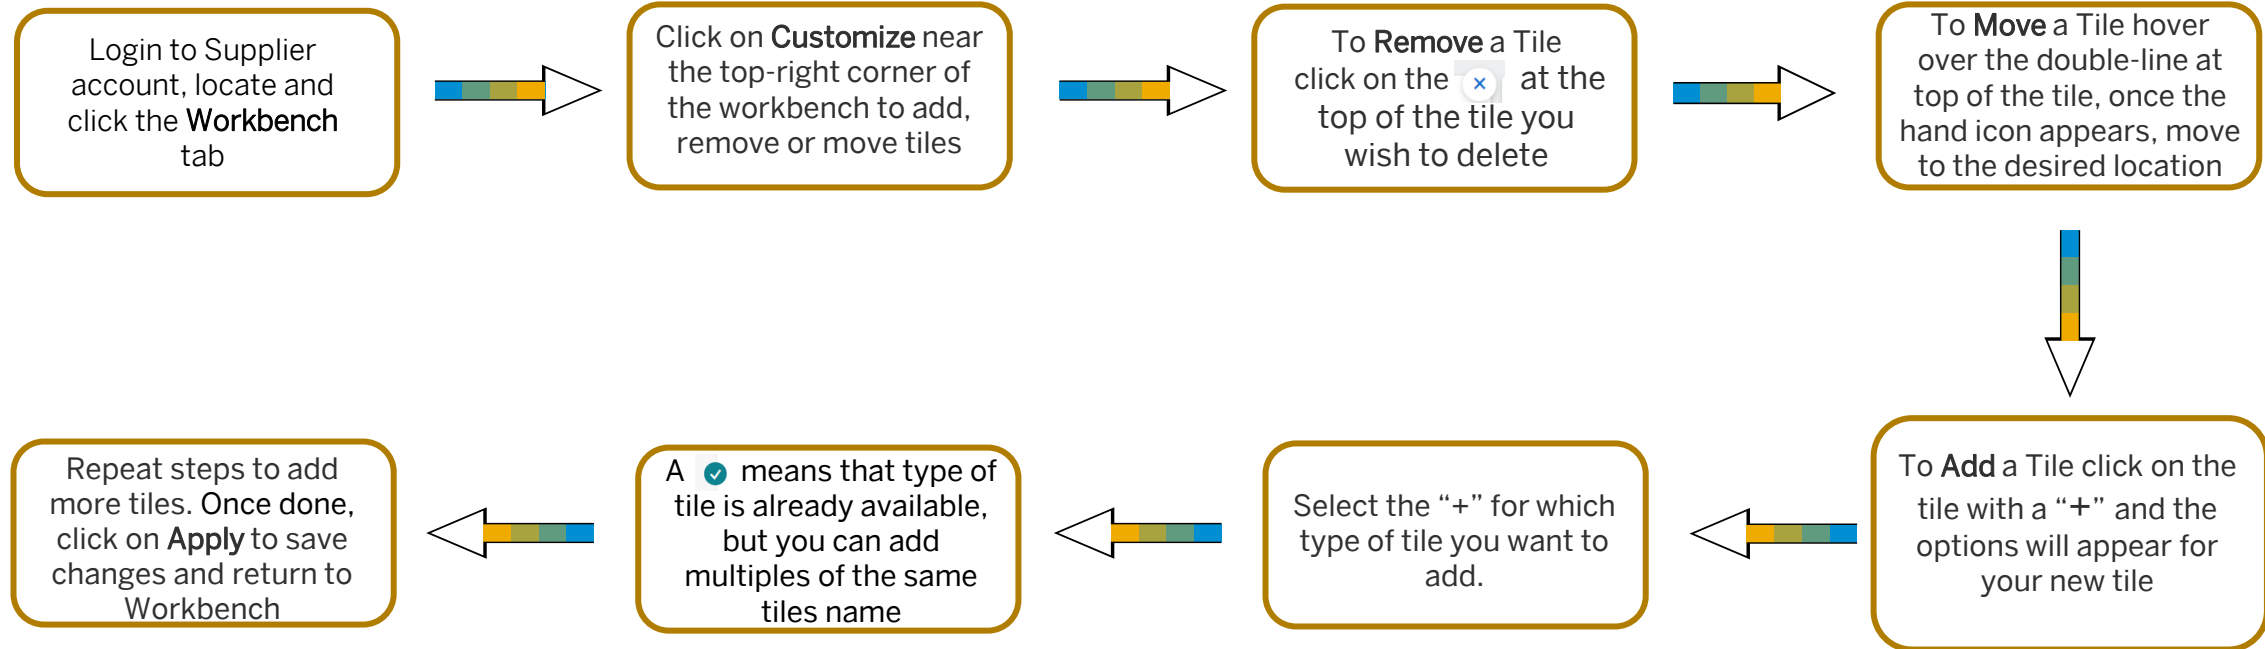 Login to Supplier
account, locate and
click the Workbench
tab
Click on Customize near
the top-right corner of
the workbench to add,
remove or move tiles
To Remove a Tile
click on the × at the
top of the tile you
wish to delete
To Move a Tile hover
over the double-line at
top of the tile, once the
hand icon appears, move
to the desired location
To Add a Tile click on the
tile with a “+” and the
options will appear for
your new tile
Select the “+” for which
type of tile you want to
add.
A ✓ means that type of
tile is already available,
but you can add
multiples of the same
tiles name
Repeat steps to add
more tiles. Once done,
click on Apply to save
changes and return to
Workbench